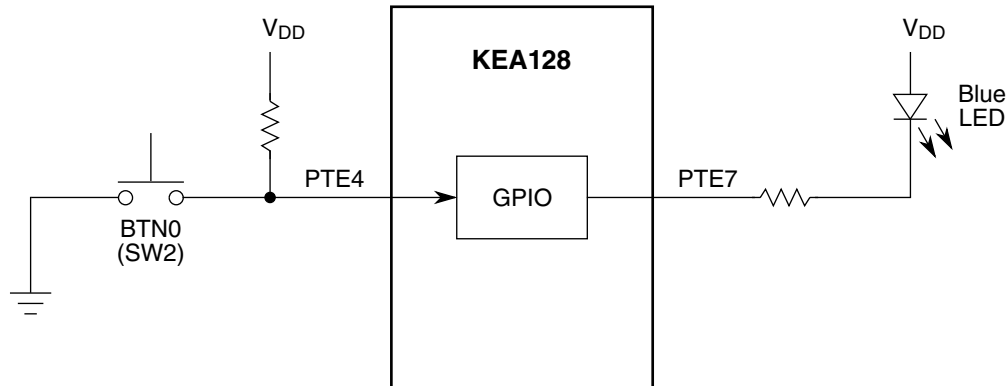 VDD
KEA128
VDD
Blue
LED
PTE4
GPIO
PTE7
BTN0
(SW2)